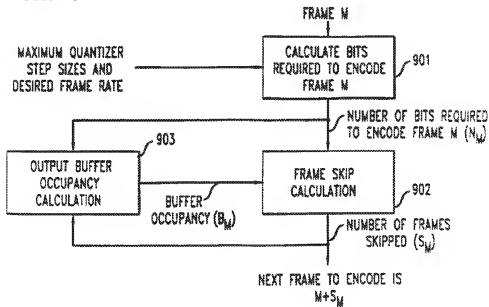 FRAME M
MAXIMUM QUANTIZER
STEP SIZES AND
DESIRED FRAME RATE
CALCULATE BITS
REQUIRED TO ENCODE
FRAME M
901
NUMBER OF BITS REQUIRED
TO ENCODE FRAME M (N_M)
903
OUTPUT BUFFER
OCCUPANCY
CALCULATION
BUFFER
OCCUPANCY (B_M)
FRAME SKIP
CALCULATION
902
NUMBER OF FRAMES
SKIPPED (S_M)
NEXT FRAME TO ENCODE IS
M+S_M